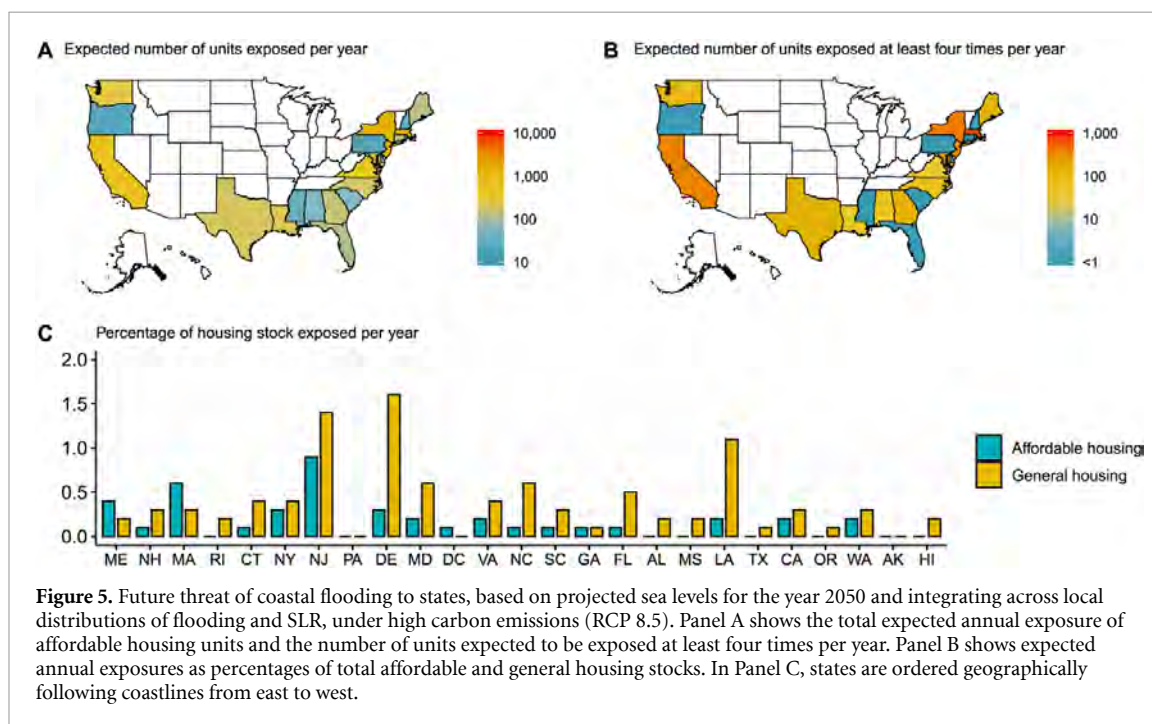 A Expected number of units exposed per year
B Expected number of units exposed at least four times per year
10,000
1,000
100
10
1,000
100
10
<1
C Percentage of housing stock exposed per year
2.0
1.5
1.0
0.5
0.0
ME NH MA RI CT NY NJ PA DE MD DC VA NC SC GA FL AL MS LA TX CA OR WA AK HI
Affordable housing
General housing
Figure 5. Future threat of coastal flooding to states, based on projected sea levels for the year 2050 and integrating across local
distributions of flooding and SLR, under high carbon emissions (RCP 8.5). Panel A shows the total expected annual exposure of
affordable housing units and the number of units expected to be exposed at least four times per year. Panel B shows expected
annual exposures as percentages of total affordable and general housing stocks. In Panel C, states are ordered geographically
following coastlines from east to west.